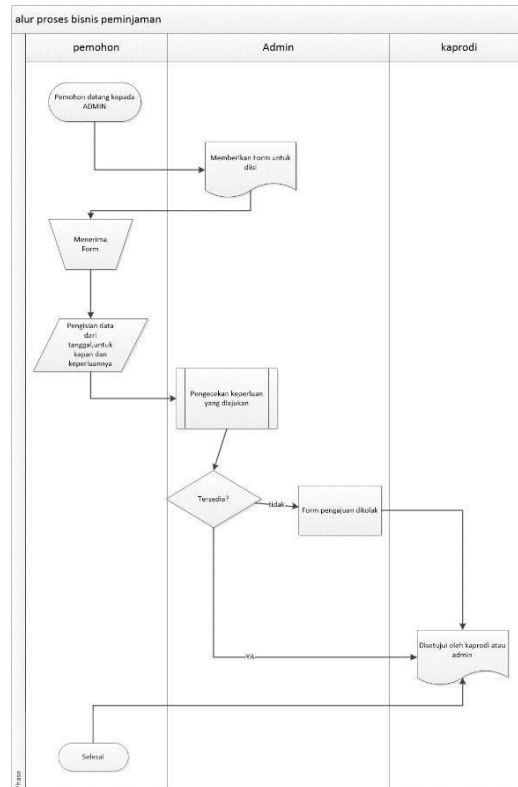 alur proses bisnis peminjaman
pemohon
Admin
kaprodi
Pemohon datang kepada
ADMIN
Memberikan Form untuk
diisi
Menerima
Form
Pengisian data
dari
tanggal,untuk
kapan dan
keperluannya
Pengecekan keperluan
yang diajukan
Tersedia?
tidak
Form pengajuan ditolak
Disetujui oleh kaprodi atau
admin
YA
Selesai
Phase